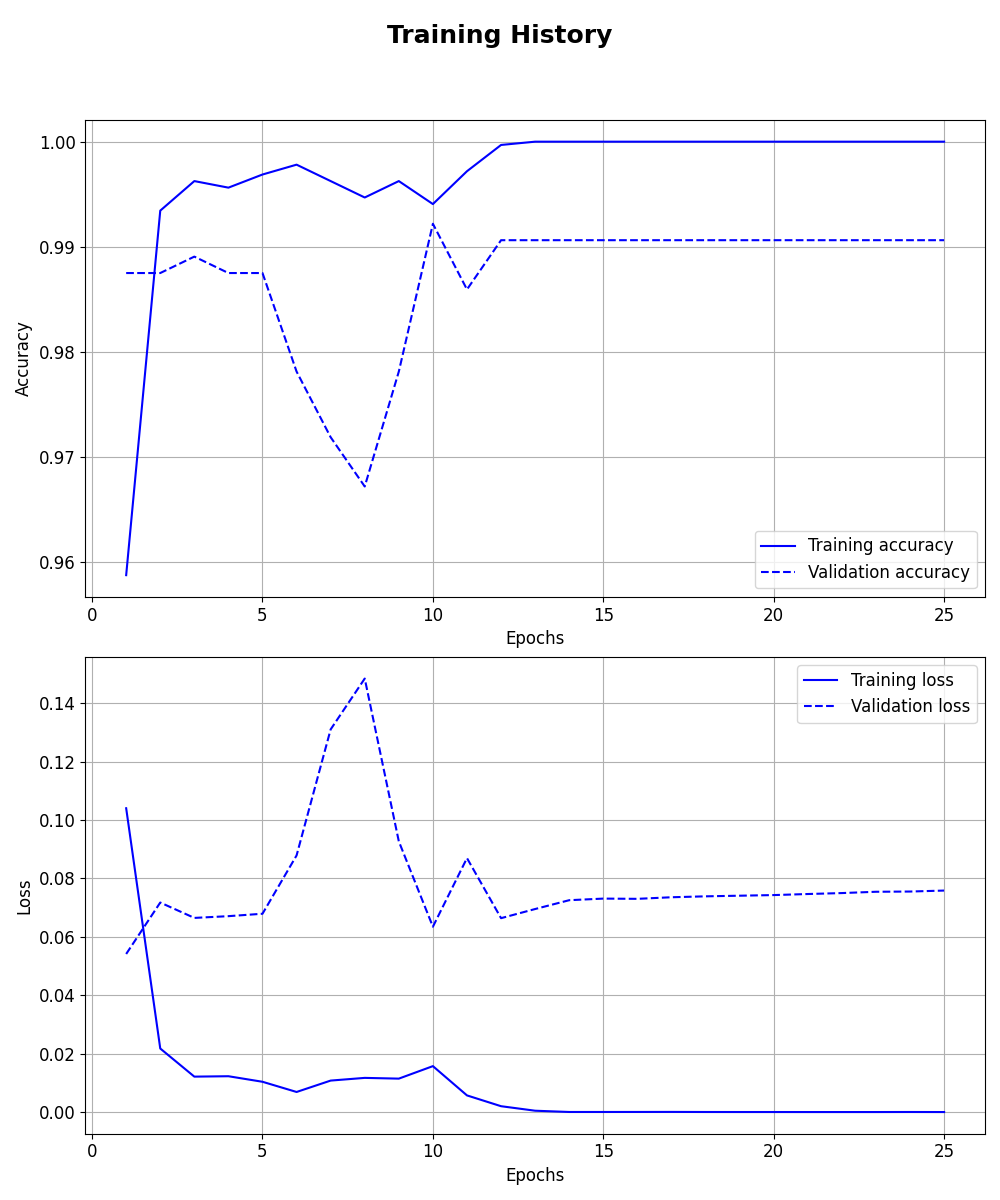 Training History
1.00
0.99
0.98
0.97
0.96
Accuracy
Training accuracy
Validation accuracy
0 5 10 15 20 25
Epochs
0.14
0.12
0.10
0.08
0.06
0.04
0.02
0.00
Loss
Training loss
Validation loss
0 5 10 15 20 25
Epochs